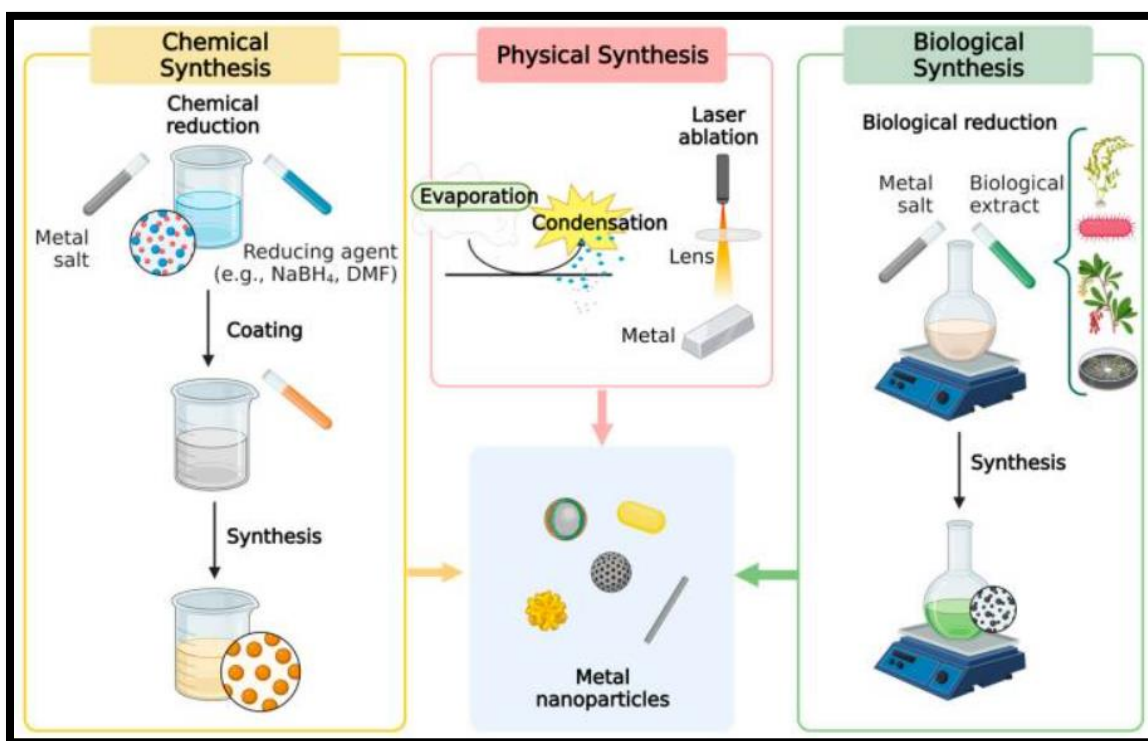 Chemical
Synthesis
Chemical
reduction
Metal
salt
Reducing agent
(e.g., NaBH₄, DMF)
Coating
Synthesis
Physical Synthesis
Laser
ablation
Evaporation
Condensation
Lens
Metal
Metal
nanoparticles
Biological
Synthesis
Biological reduction
Metal
salt
Biological
extract
Synthesis